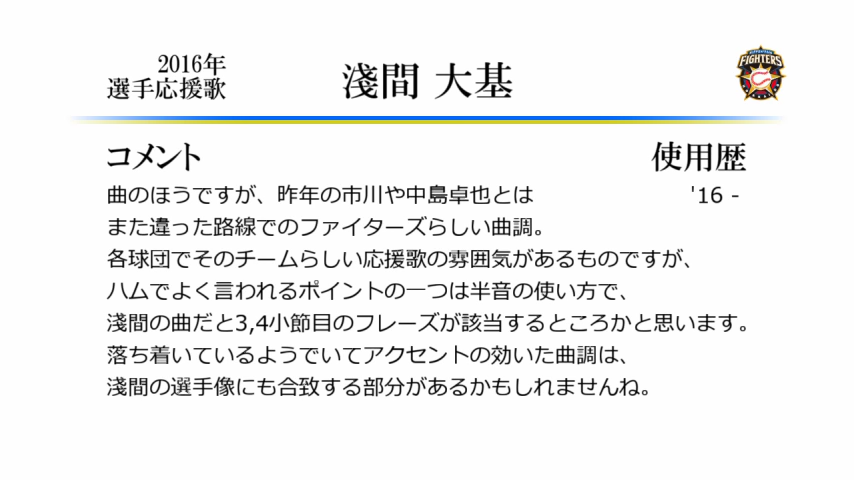 2016年
選手応援歌
淺間 大基
FIGHTERS
コメント
使用歴
曲のほうですが、昨年の市川や中島卓也とは
'16 -
また違った路線でのファイターズらしい曲調。
各球団でそのチームらしい応援歌の雰囲気があるものですが、
ハムでよく言われるポイントの一つは半音の使い方で、
淺間の曲だと3,4小節目のフレーズが該当するところかと思います。
落ち着いているようでいてアクセントの効いた曲調は、
淺間の選手像にも合致する部分があるかもしれませんね。